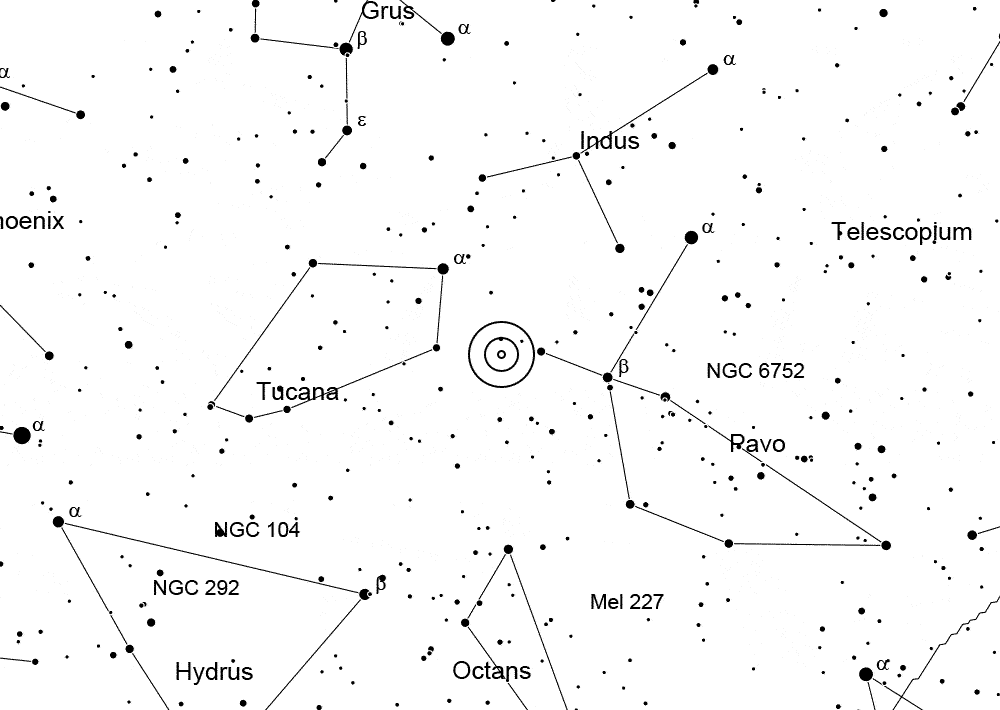 Grus
α
β
α
α
ε
Indus
hoenix
α
Telescopium
α
β
NGC 6752
Tucana
α
Pavo
α
NGC 104
β
NGC 292
Mel 227
Hydrus
Octans
α